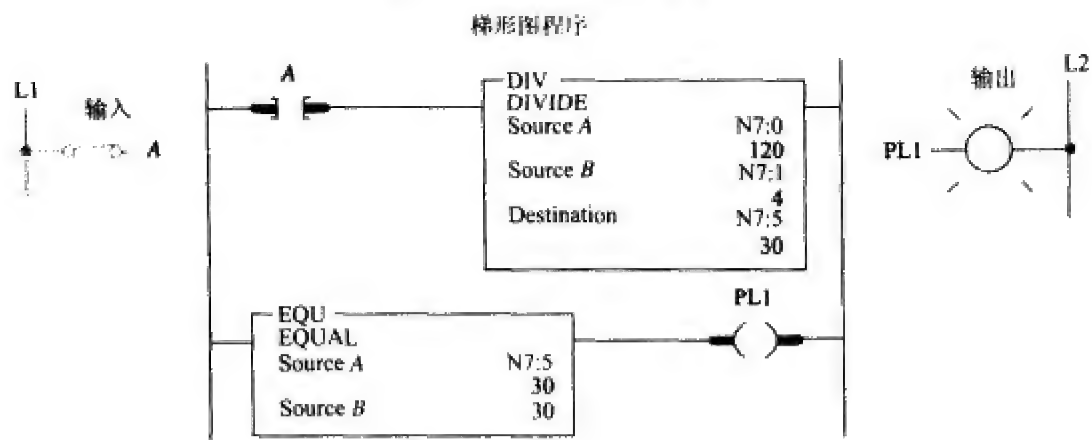 梯形图程序
L1
输入
A
A
DIV
DIVIDE
Source A N7:0
120
Source B N7:1
4
Destination N7:5
30
输出
L2
PL1
PL1
EQU
EQUAL
Source A N7:5
30
Source B 30